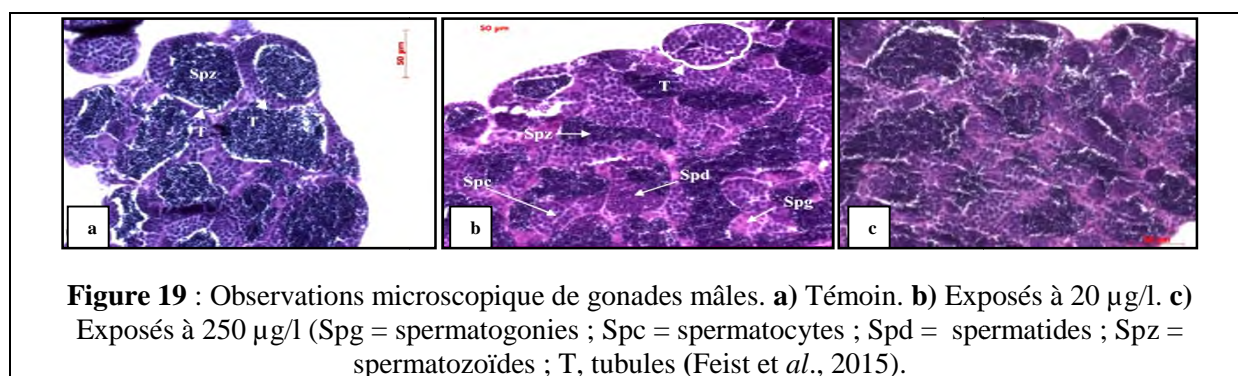 50 µm
Spz
T
T
a
50 µm
T
Spz
Spd
Spc
Spg
b
c
Figure 19 : Observations microscopique de gonades mâles. a) Témoin. b) Exposés à 20 µg/l. c)
Exposés à 250 µg/l (Spg = spermatogonies ; Spc = spermatocytes ; Spd = spermatides ; Spz =
spermatozoïdes ; T, tubules (Feist et al., 2015).